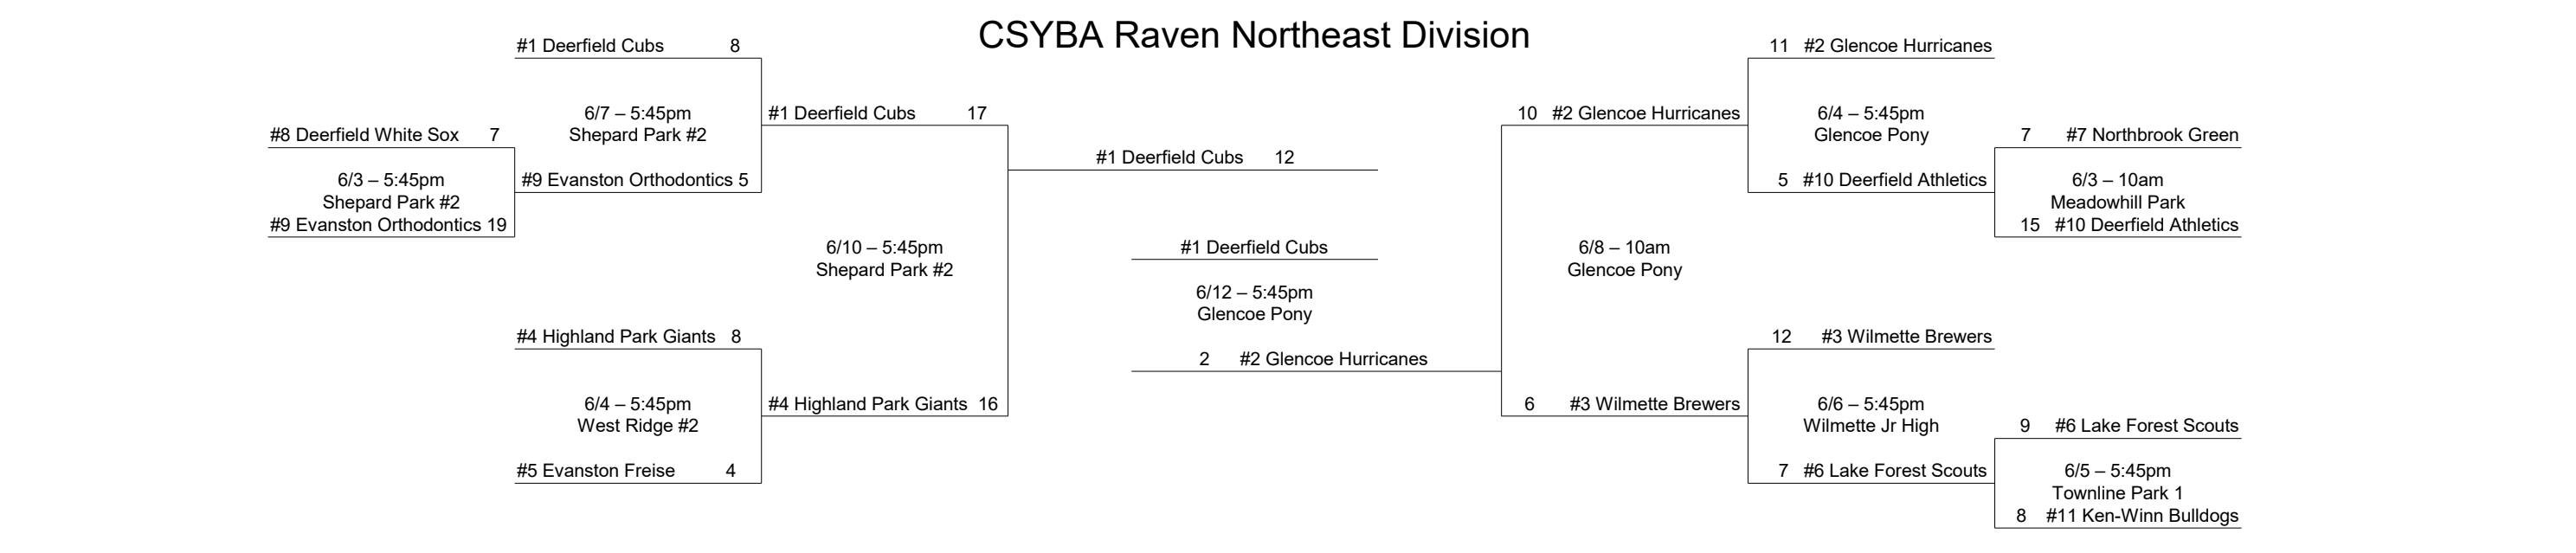 CSYBA Raven Northeast Division
#1 Deerfield Cubs 8
6/7 – 5:45pm
Shepard Park #2
#8 Deerfield White Sox 7
6/3 – 5:45pm
Shepard Park #2
#9 Evanston Orthodontics 19
#9 Evanston Orthodontics 5
#1 Deerfield Cubs 17
6/10 – 5:45pm
Shepard Park #2
#4 Highland Park Giants 8
6/4 – 5:45pm
West Ridge #2
#5 Evanston Freise 4
#4 Highland Park Giants 16
#1 Deerfield Cubs 12
#1 Deerfield Cubs
6/12 – 5:45pm
Glencoe Pony
2 #2 Glencoe Hurricanes
10 #2 Glencoe Hurricanes
6/8 – 10am
Glencoe Pony
6 #3 Wilmette Brewers
11 #2 Glencoe Hurricanes
6/4 – 5:45pm
Glencoe Pony
5 #10 Deerfield Athletics
7 #7 Northbrook Green
6/3 – 10am
Meadowhill Park
15 #10 Deerfield Athletics
12 #3 Wilmette Brewers
6/6 – 5:45pm
Wilmette Jr High
7 #6 Lake Forest Scouts
9 #6 Lake Forest Scouts
6/5 – 5:45pm
Townline Park 1
8 #11 Ken-Winn Bulldogs